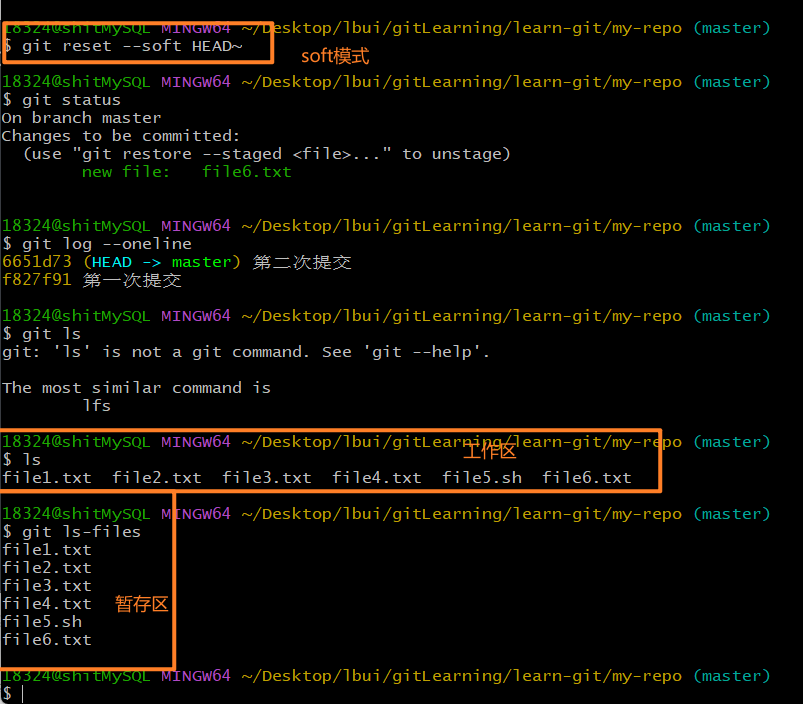 18324@shitMySQL MINGW64 ~/Desktop/lbui/gitLearning/learn-git/my-repo (master)
$ git reset --soft HEAD~
soft模式
18324@shitMySQL MINGW64 ~/Desktop/lbui/gitLearning/learn-git/my-repo (master)
$ git status
On branch master
Changes to be committed:
  (use "git restore --staged <file>..." to unstage)
        new file:   file6.txt
18324@shitMySQL MINGW64 ~/Desktop/lbui/gitLearning/learn-git/my-repo (master)
$ git log --oneline
6651d73 (HEAD -> master) 第二次提交
f827f91 第一次提交
18324@shitMySQL MINGW64 ~/Desktop/lbui/gitLearning/learn-git/my-repo (master)
$ git ls
git: 'ls' is not a git command. See 'git --help'.
The most similar command is
        lfs
18324@shitMySQL MINGW64 ~/Desktop/lbui/gitLearning/learn-git/my-repo (master)
工作区
$ ls
file1.txt  file2.txt  file3.txt  file4.txt  file5.sh  file6.txt
18324@shitMySQL MINGW64 ~/Desktop/lbui/gitLearning/learn-git/my-repo (master)
$ git ls-files
file1.txt
file2.txt
file3.txt
file4.txt
暂存区
file5.sh
file6.txt
18324@shitMySQL MINGW64 ~/Desktop/lbui/gitLearning/learn-git/my-repo (master)
$